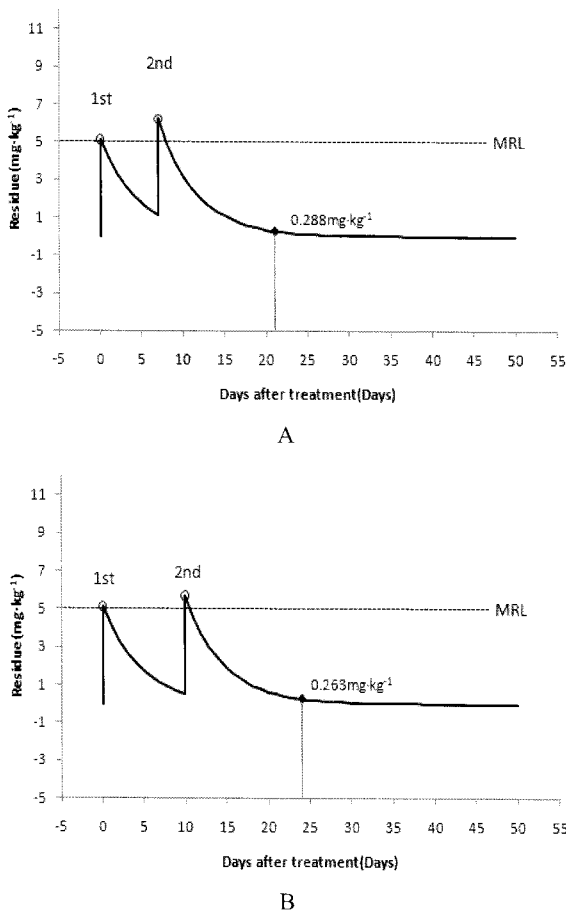 11
9
7
5
3
1
-1
-3
-5
Residue (mg·kg-1)
1st
2nd
MRL
0.288mg·kg-1
-5 0 5 10 15 20 25 30 35 40 45 50 55
Days after treatment(Days)
A
11
9
7
5
3
1
-1
-3
-5
Residue (mg·kg-1)
1st
2nd
MRL
0.263mg·kg-1
-5 0 5 10 15 20 25 30 35 40 45 50 55
Days after treatment(Days)
B